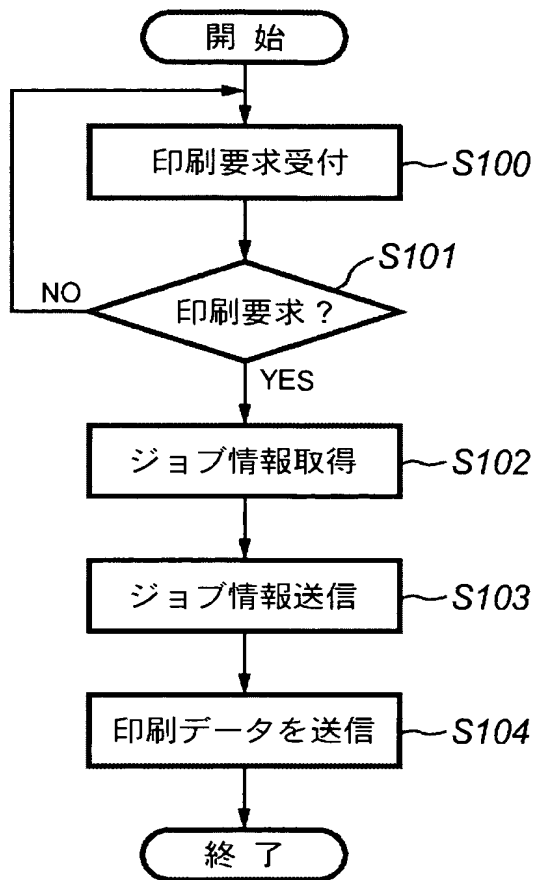 開始
印刷要求受付
S100
S101
印刷要求？
NO
YES
ジョブ情報取得
S102
ジョブ情報送信
S103
印刷データを送信
S104
終了